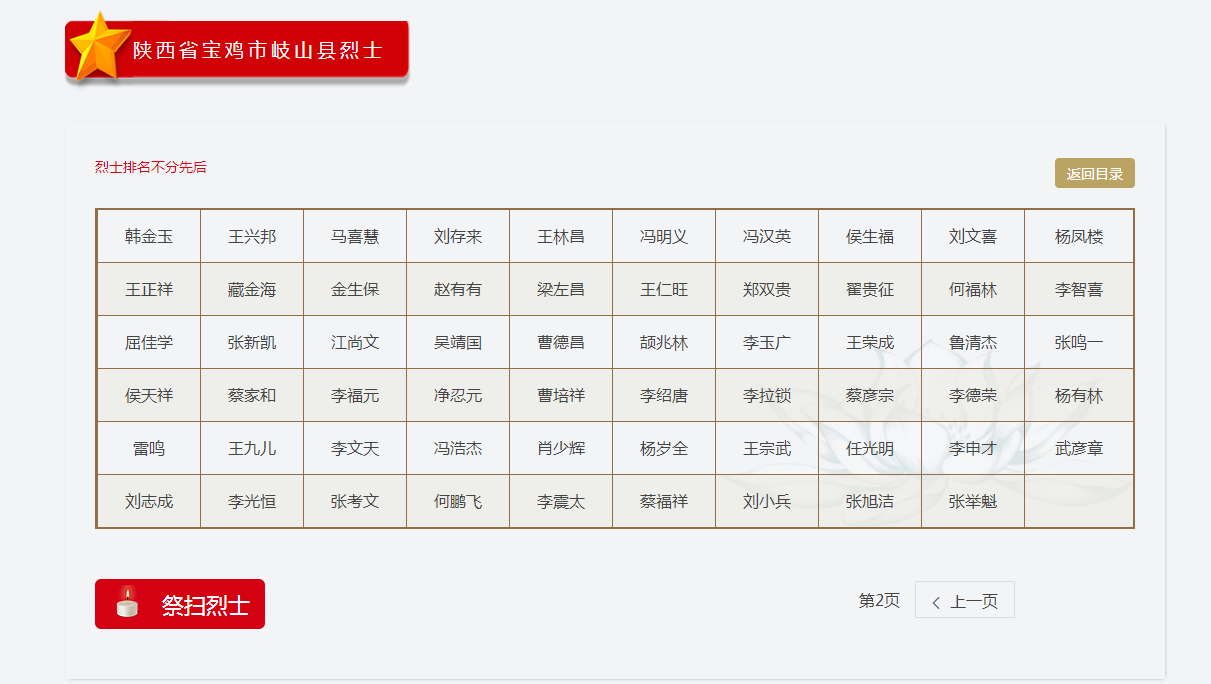 陕西省宝鸡市岐山县烈士
烈士排名不分先后
返回目录
韩金玉 王兴邦 马喜慧 刘存来 王林昌 冯明义 冯汉英 侯生福 刘文喜 杨凤楼
王正祥 藏金海 金生保 赵有有 梁左昌 王仁旺 郑双贵 翟贵征 何福林 李智喜
屈佳学 张新凯 江尚文 吴靖国 曹德昌 颉兆林 李玉广 王荣成 鲁清杰 张鸣一
侯天祥 蔡家和 李福元 净忍元 曹培祥 李绍唐 李拉锁 蔡彦宗 李德荣 杨有林
雷鸣 王九儿 李文天 冯浩杰 肖少辉 杨岁全 王宗武 任光明 李申才 武彦章
刘志成 李光恒 张考文 何鹏飞 李震太 蔡福祥 刘小兵 张旭洁 张举魁
祭扫烈士
第2页 < 上一页